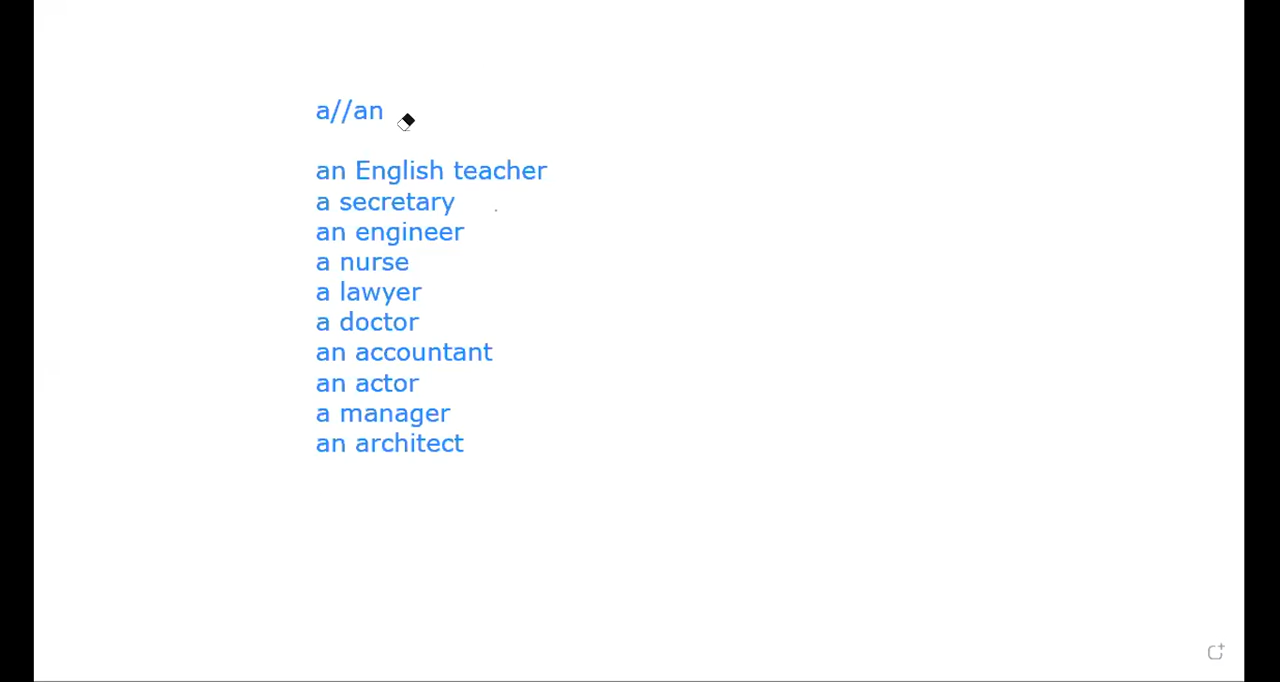 a//an
an English teacher
a secretary
an engineer
a nurse
a lawyer
a doctor
an accountant
an actor
a manager
an architect